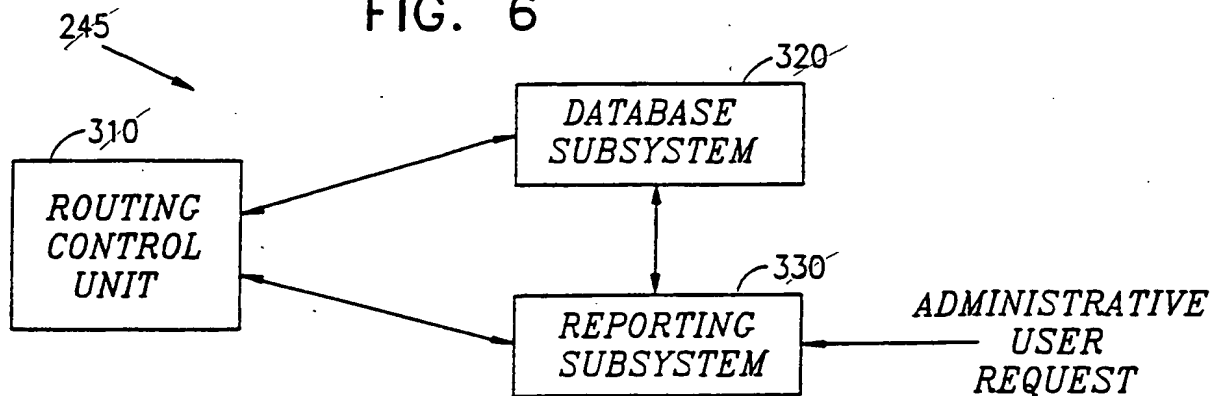 FIG. 6
245
320
DATABASE
SUBSYSTEM
310
ROUTING
CONTROL
UNIT
330
REPORTING
SUBSYSTEM
ADMINISTRATIVE
USER
REQUEST